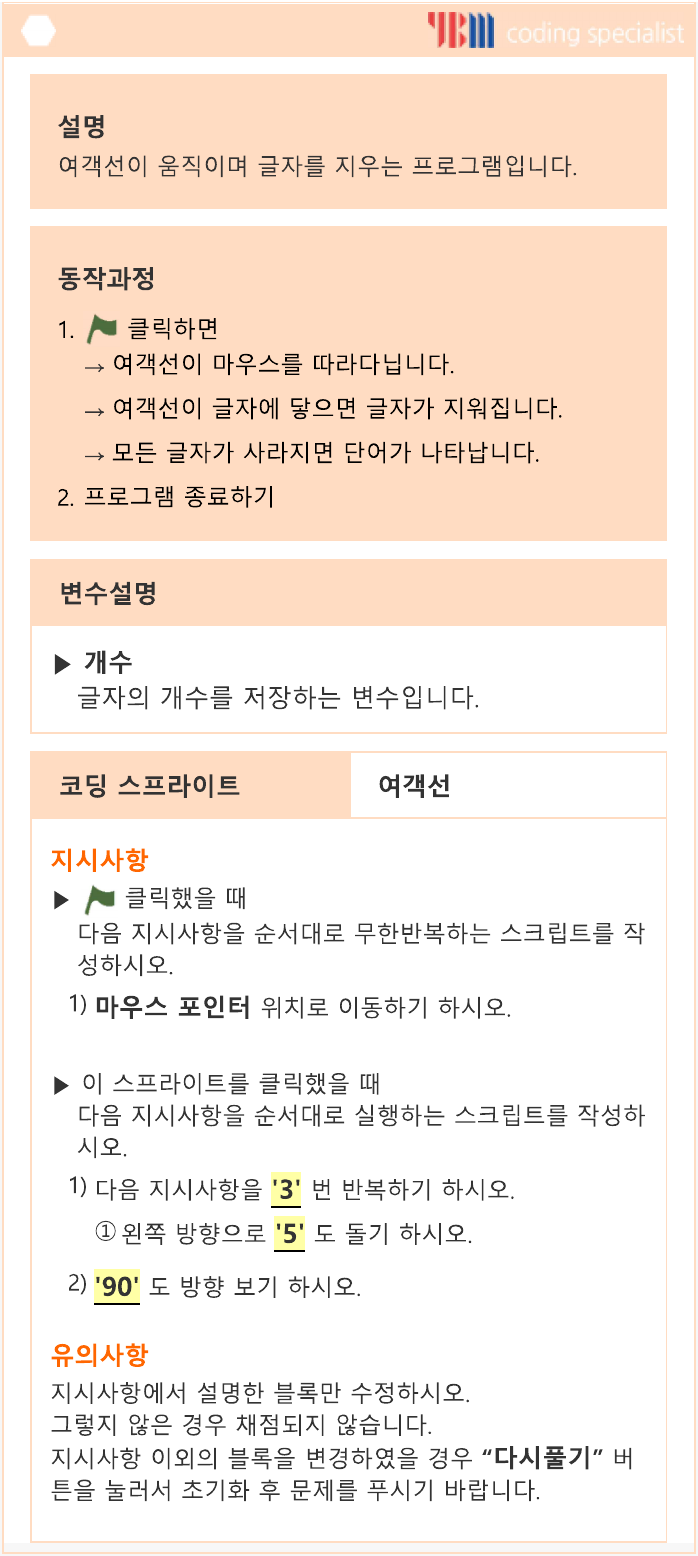 YBM coding specialist
설명
여객선이 움직이며 글자를 지우는 프로그램입니다.
동작과정
1. 클릭하면
→ 여객선이 마우스를 따라다닙니다.
→ 여객선이 글자에 닿으면 글자가 지워집니다.
→ 모든 글자가 사라지면 단어가 나타납니다.
2. 프로그램 종료하기
변수설명
▶ 개수
글자의 개수를 저장하는 변수입니다.
코딩 스프라이트 여객선
지시사항
▶ 클릭했을 때
다음 지시사항을 순서대로 무한반복하는 스크립트를 작
성하시오.
1) 마우스 포인터 위치로 이동하기 하시오.
▶ 이 스프라이트를 클릭했을 때
다음 지시사항을 순서대로 실행하는 스크립트를 작성하
시오.
1) 다음 지시사항을 '3' 번 반복하기 하시오.
① 왼쪽 방향으로 '5' 도 돌기 하시오.
2) '90' 도 방향 보기 하시오.
유의사항
지시사항에서 설명한 블록만 수정하시오.
그렇지 않은 경우 채점되지 않습니다.
지시사항 이외의 블록을 변경하였을 경우 “다시풀기” 버
튼을 눌러서 초기화 후 문제를 푸시기 바랍니다.